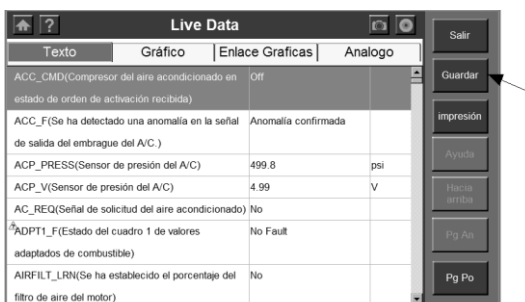 ?
Live Data
Texto
Gráfico
Enlace Graficas
Analogo
ACC_CMD(Compresor del aire acondicionado en
Off
estado de orden de activación recibida)
ACC_F(Se ha detectado una anomalía en la señal
Anomalía confirmada
de salida del embrague del A/C.)
ACP_PRESS(Sensor de presión del A/C)
499.8
psi
ACP_V(Sensor de presión del A/C)
4.99
V
AC_REQ(Señal de solicitud del aire acondicionado)
No
ADPT1_F(Estado del cuadro 1 de valores
No Fault
adaptados de combustible)
AIRFILT_LRN(Se ha establecido el porcentaje del
No
filtro de aire del motor)
Salir
Guardar
impresión
Ayuda
Hacia
arriba
Pg An
Pg Po